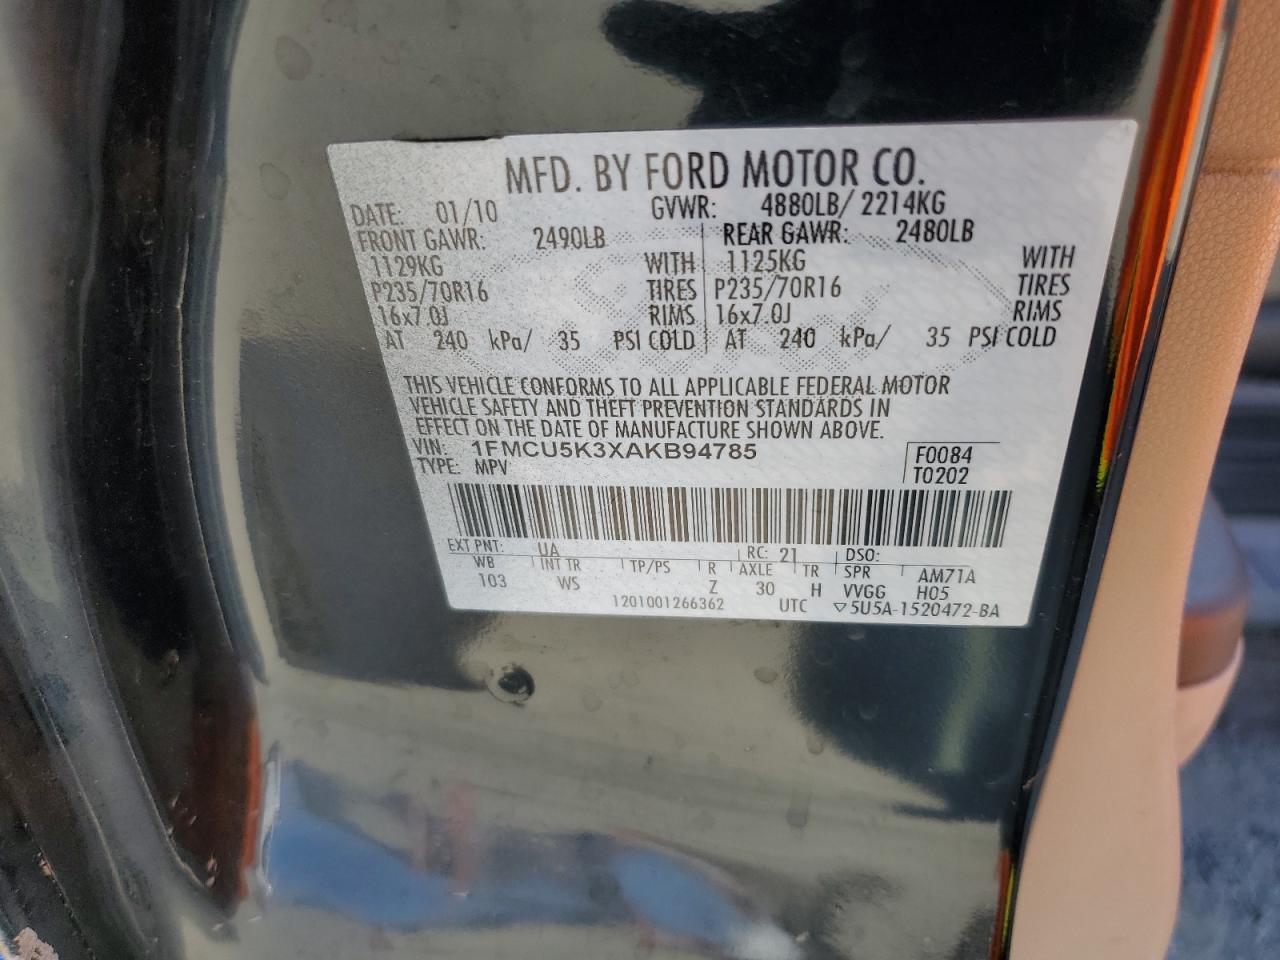 MFD. BY FORD MOTOR CO.
DATE: 01/10 GVWR: 4880LB/ 2214KG
FRONT GAWR: 2490LB REAR GAWR: 2480LB
1129KG WITH 1125KG WITH
P235/70R16 TIRES P235/70R16 TIRES
16x7.0J RIMS 16x7.0J RIMS
AT 240 kPa/ 35 PSI COLD AT 240 kPa/ 35 PSI COLD
THIS VEHICLE CONFORMS TO ALL APPLICABLE FEDERAL MOTOR
VEHICLE SAFETY AND THEFT PREVENTION STANDARDS IN
EFFECT ON THE DATE OF MANUFACTURE SHOWN ABOVE.
VIN: 1FMCU5K3XAKB94785 F0084
TYPE: MPV T0202
EXT PNT: UA RC: 21 DSO:
WB INT TR TP/PS R AXLE TR SPR AM71A
103 WS Z 30 H VVGG H05
1201001266362 UTC ▽5U5A-1520472-BA